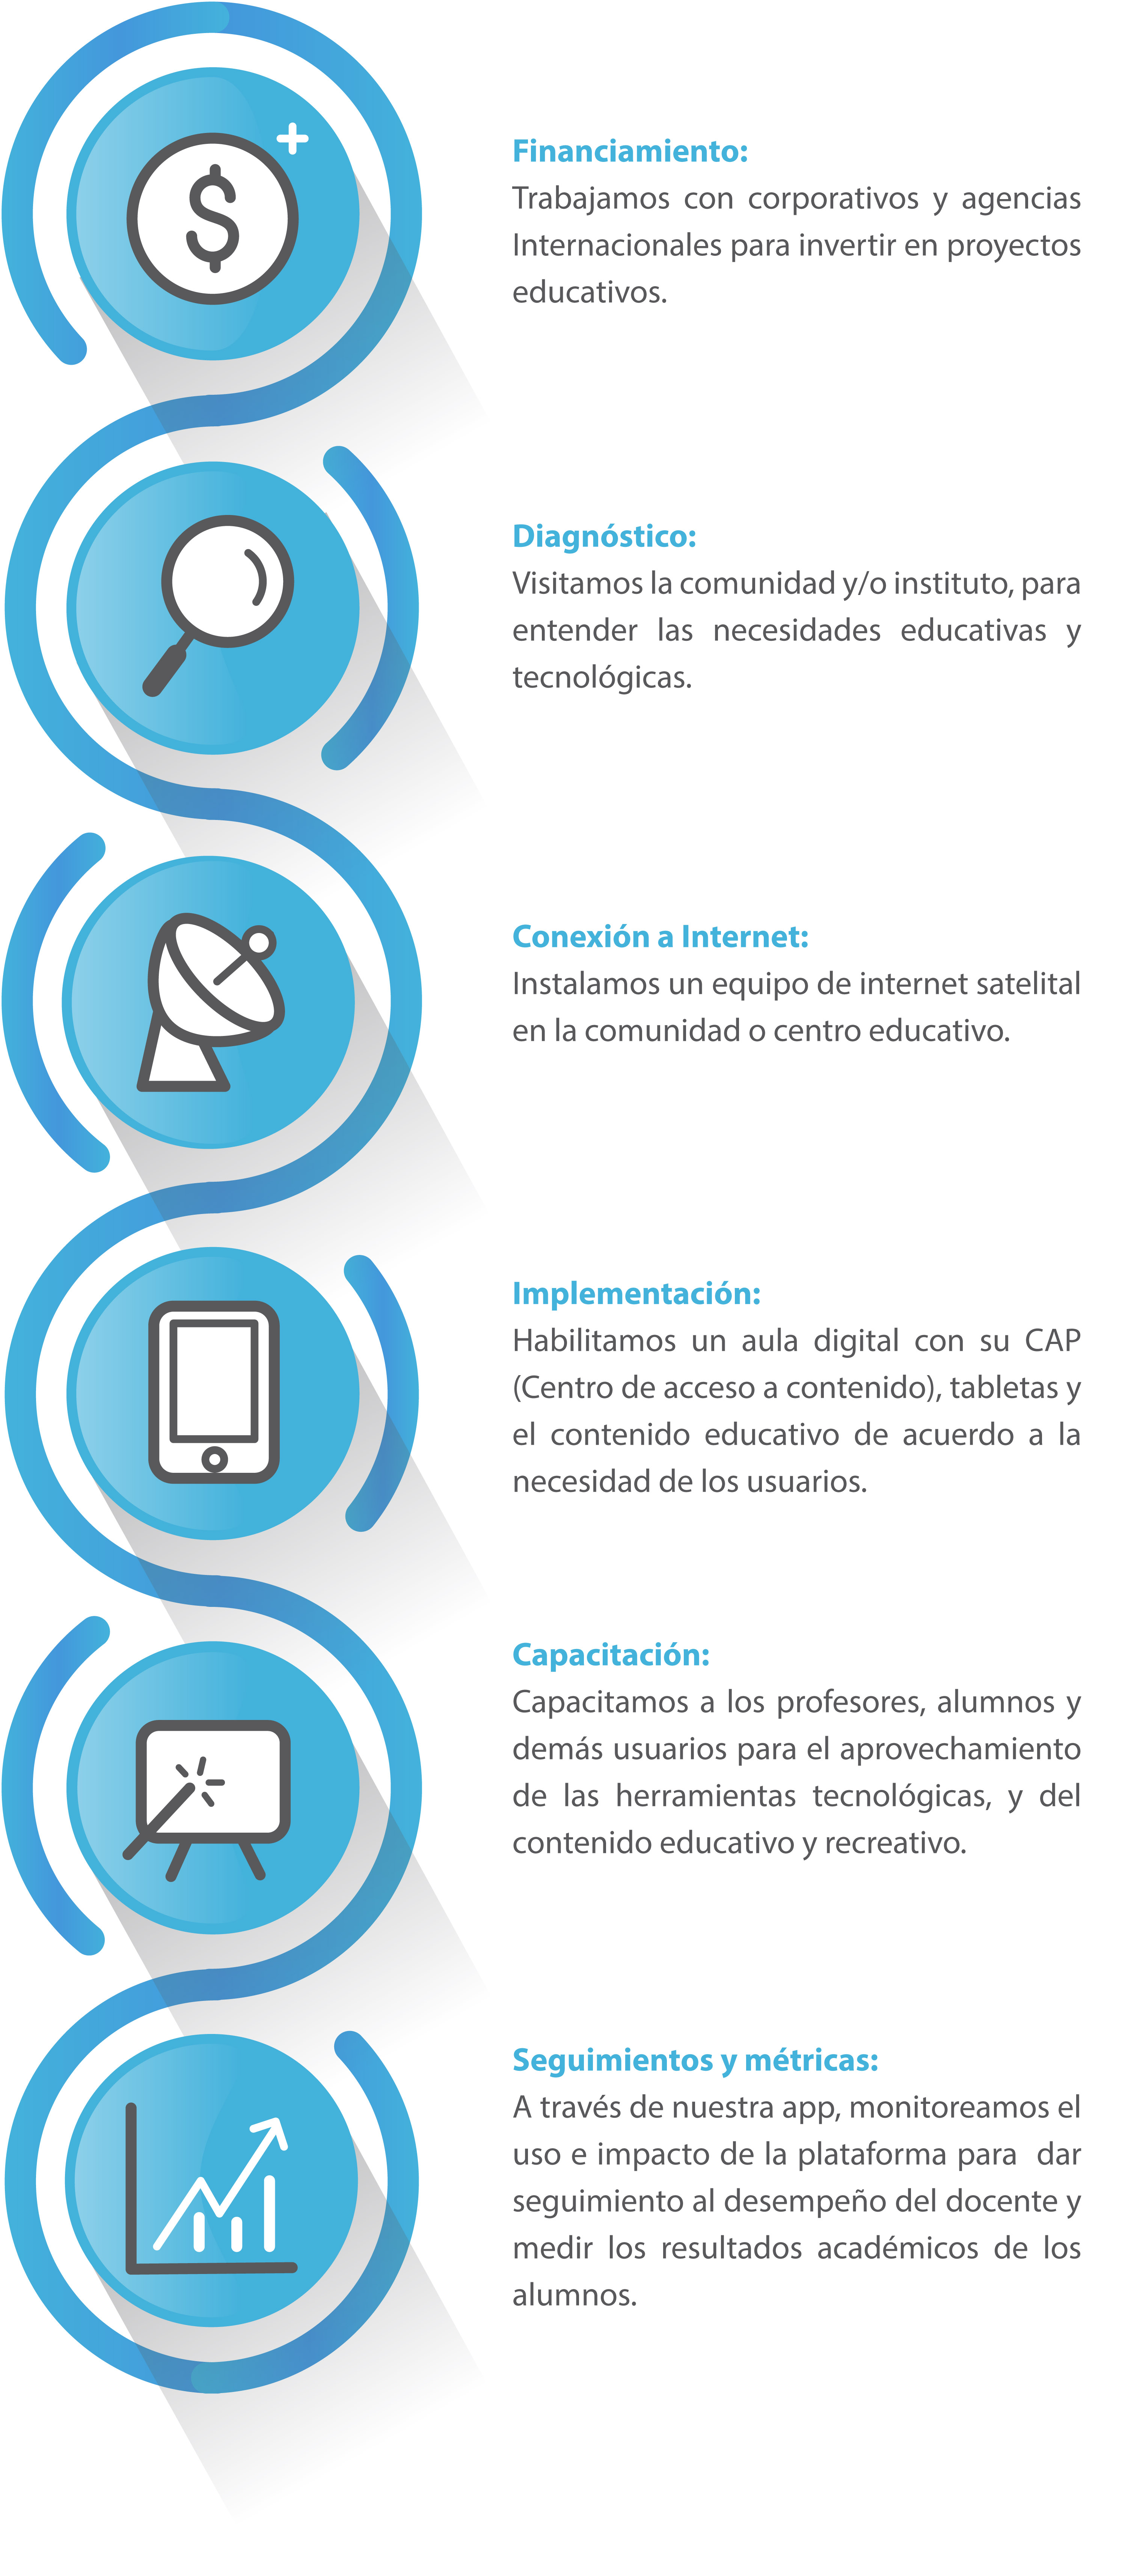 $
Financiamiento:
Trabajamos con corporativos y agencias
Internacionales para invertir en proyectos
educativos.
Diagnóstico:
Visitamos la comunidad y/o instituto, para
entender las necesidades educativas y
tecnológicas.
Conexión a Internet:
Instalamos un equipo de internet satelital
en la comunidad o centro educativo.
Implementación:
Habilitamos un aula digital con su CAP
(Centro de acceso a contenido), tabletas y
el contenido educativo de acuerdo a la
necesidad de los usuarios.
Capacitación:
Capacitamos a los profesores, alumnos y
demás usuarios para el aprovechamiento
de las herramientas tecnológicas, y del
contenido educativo y recreativo.
Seguimientos y métricas:
A través de nuestra app, monitoreamos el
uso e impacto de la plataforma para dar
seguimiento al desempeño del docente y
medir los resultados académicos de los
alumnos.